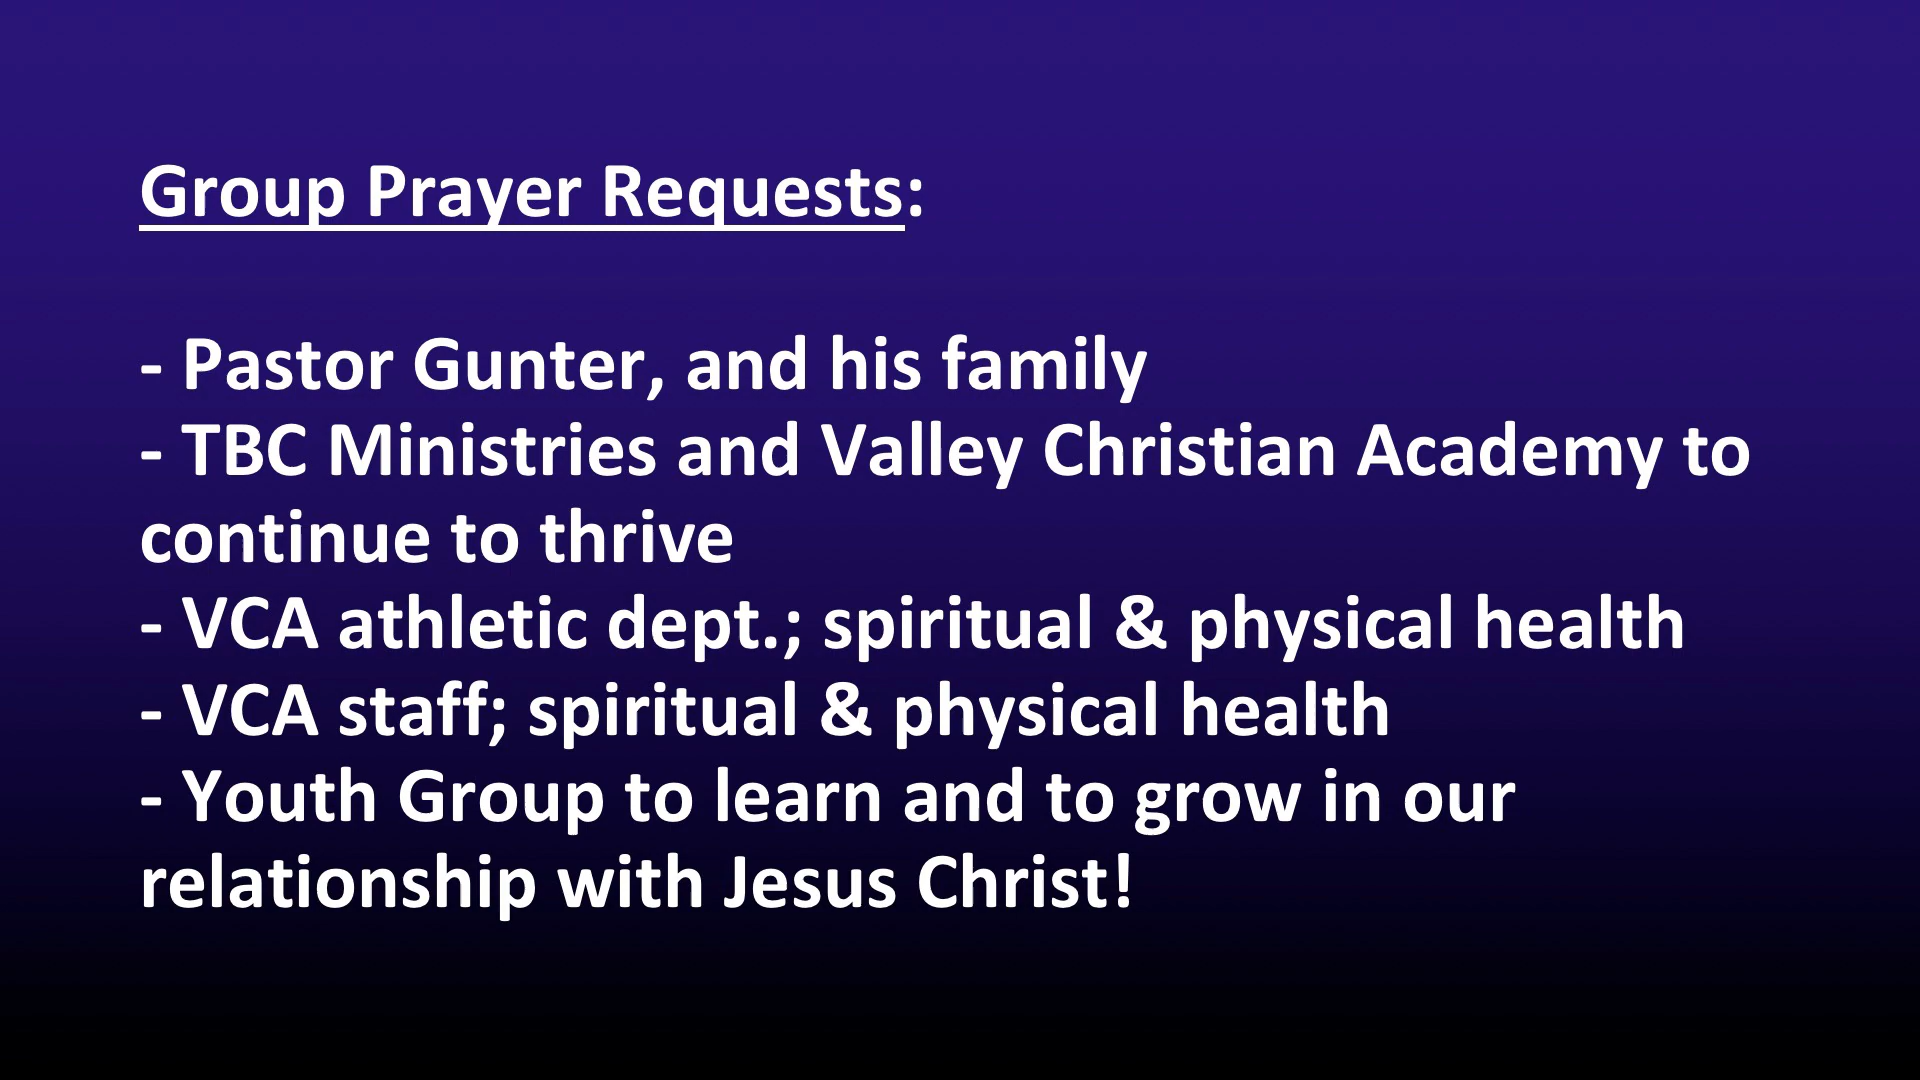 Group Prayer Requests:
- Pastor Gunter, and his family
- TBC Ministries and Valley Christian Academy to
continue to thrive
- VCA athletic dept.; spiritual & physical health
- VCA staff; spiritual & physical health
- Youth Group to learn and to grow in our
relationship with Jesus Christ!